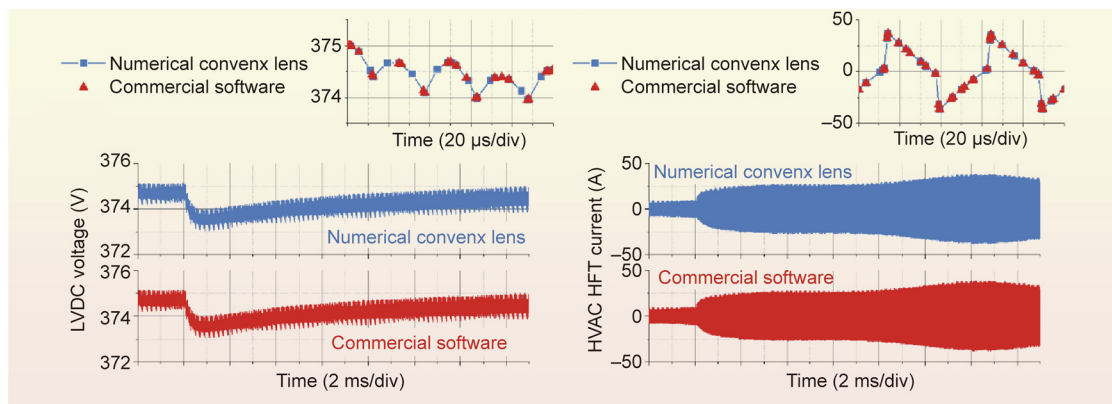 Numerical convenx lens
Commercial software
375
374
Time (20 µs/div)
Numerical convenx lens
Commercial software
50
0
–50
Time (20 µs/div)
LVDC voltage (V)
376
374
372
Numerical convenx lens
376
374
372
Commercial software
Time (2 ms/div)
HVAC HFT current (A)
50
0
–50
Numerical convenx lens
50
0
–50
Commercial software
Time (2 ms/div)